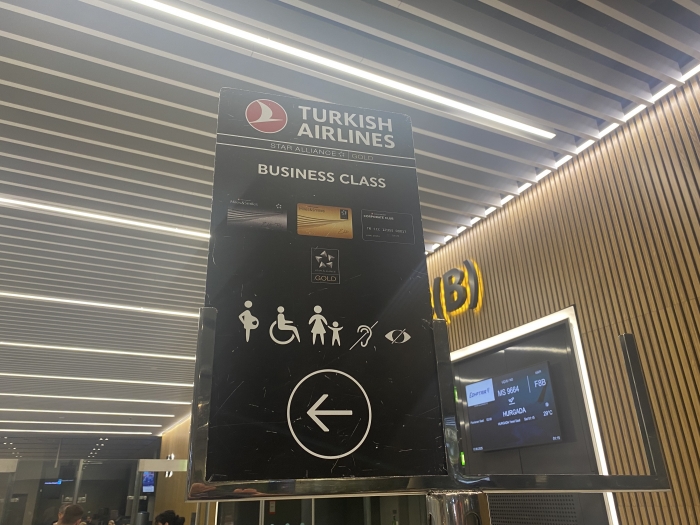 TURKISH
AIRLINES
STAR ALLIANCE GOLD
BUSINESS CLASS
GOLD
(B)
MS 9664
F8B
HURGADA